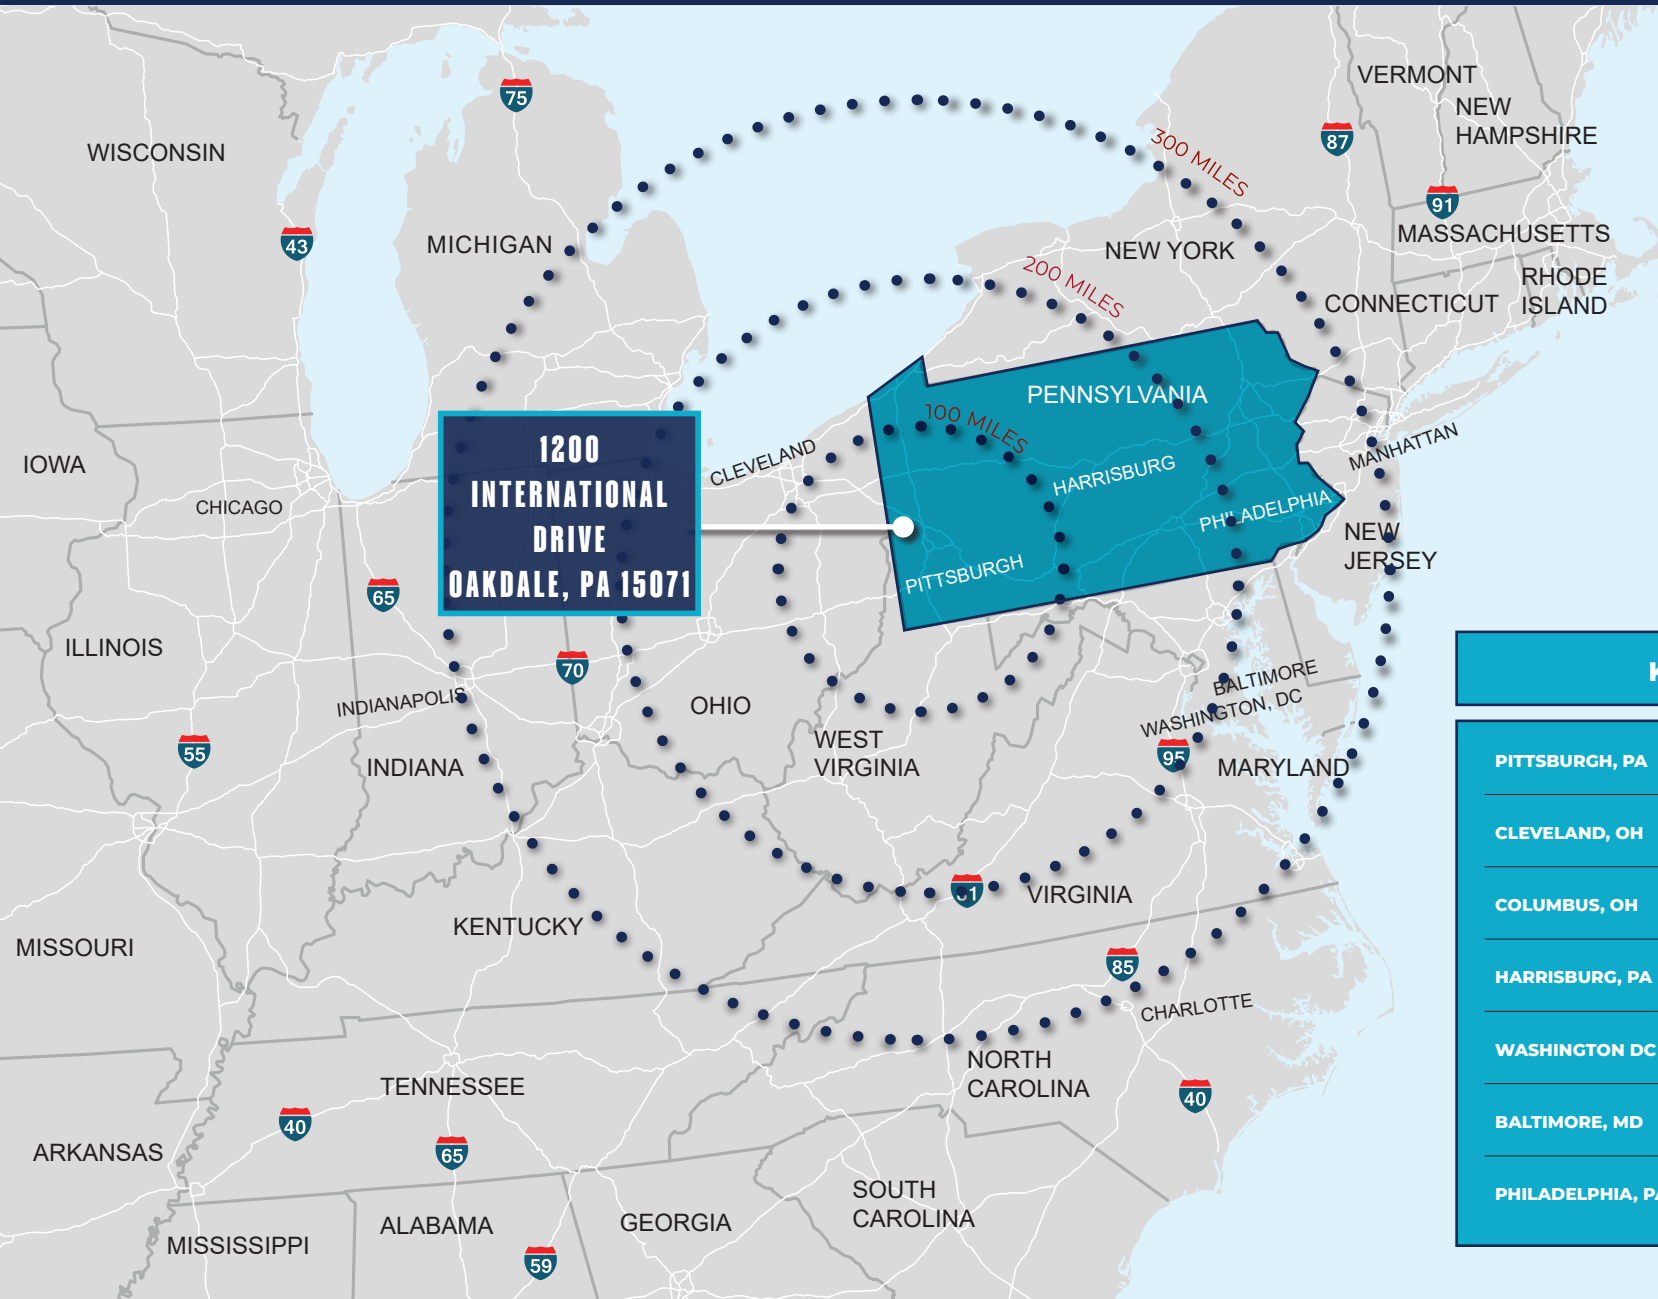 VERMONT
75
NEW
HAMPSHIRE
87
WISCONSIN
300 MILES
91
43
MICHIGAN
NEW YORK
MASSACHUSETTS
200 MILES
RHODE
ISLAND
CONNECTICUT
PENNSYLVANIA
100 MILES
1200
INTERNATIONAL
DRIVE
OAKDALE, PA 15071
CLEVELAND
MANHATTAN
IOWA
HARRISBURG
CHICAGO
PHILADELPHIA
NEW
JERSEY
PITTSBURGH
65
ILLINOIS
70
INDIANAPOLIS
OHIO
BALTIMORE
WASHINGTON, DC
55
INDIANA
WEST
VIRGINIA
95
MARYLAND
VIRGINIA
KENTUCKY
MISSOURI
85
CHARLOTTE
NORTH
CAROLINA
TENNESSEE
40
40
65
ARKANSAS
SOUTH
CAROLINA
MISSISSIPPI
ALABAMA
GEORGIA
59
PITTSBURGH, PA
CLEVELAND, OH
COLUMBUS, OH
HARRISBURG, PA
WASHINGTON DC
BALTIMORE, MD
PHILADELPHIA, PA